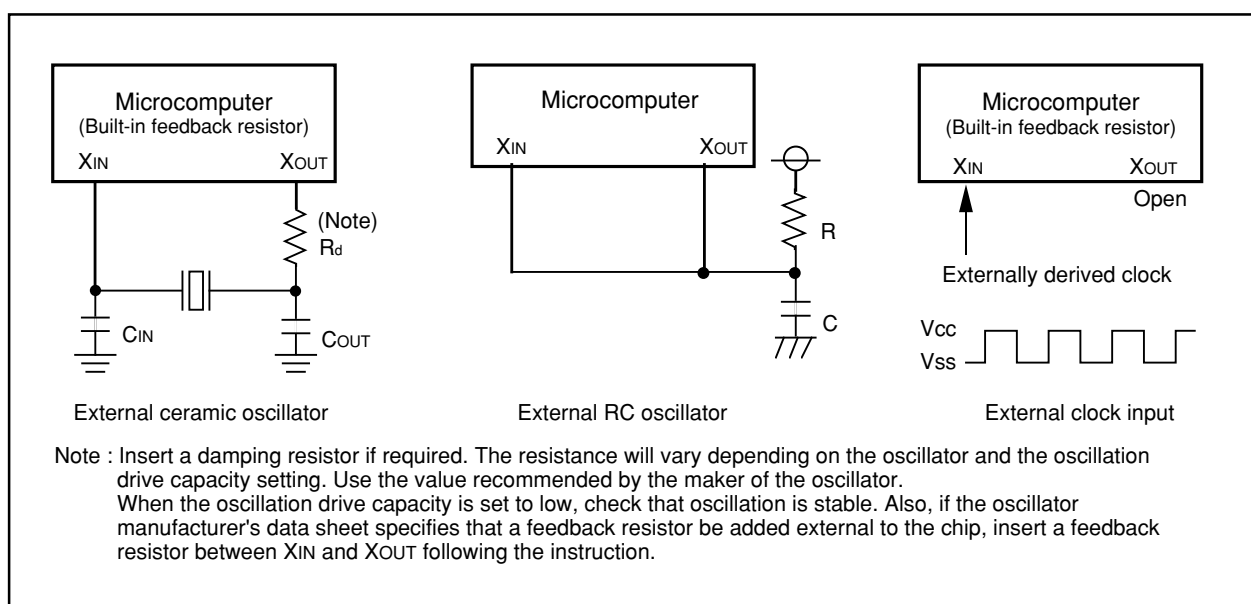 Microcomputer
(Built-in feedback resistor)
XIN XOUT
(Note)
Rd
CIN
COUT
External ceramic oscillator
Microcomputer
XIN XOUT
R
C
External RC oscillator
Microcomputer
(Built-in feedback resistor)
XIN XOUT
Open
Externally derived clock
Vcc
Vss
External clock input
Note : Insert a damping resistor if required. The resistance will vary depending on the oscillator and the oscillation
drive capacity setting. Use the value recommended by the maker of the oscillator.
When the oscillation drive capacity is set to low, check that oscillation is stable. Also, if the oscillator
manufacturer's data sheet specifies that a feedback resistor be added external to the chip, insert a feedback
resistor between XIN and XOUT following the instruction.